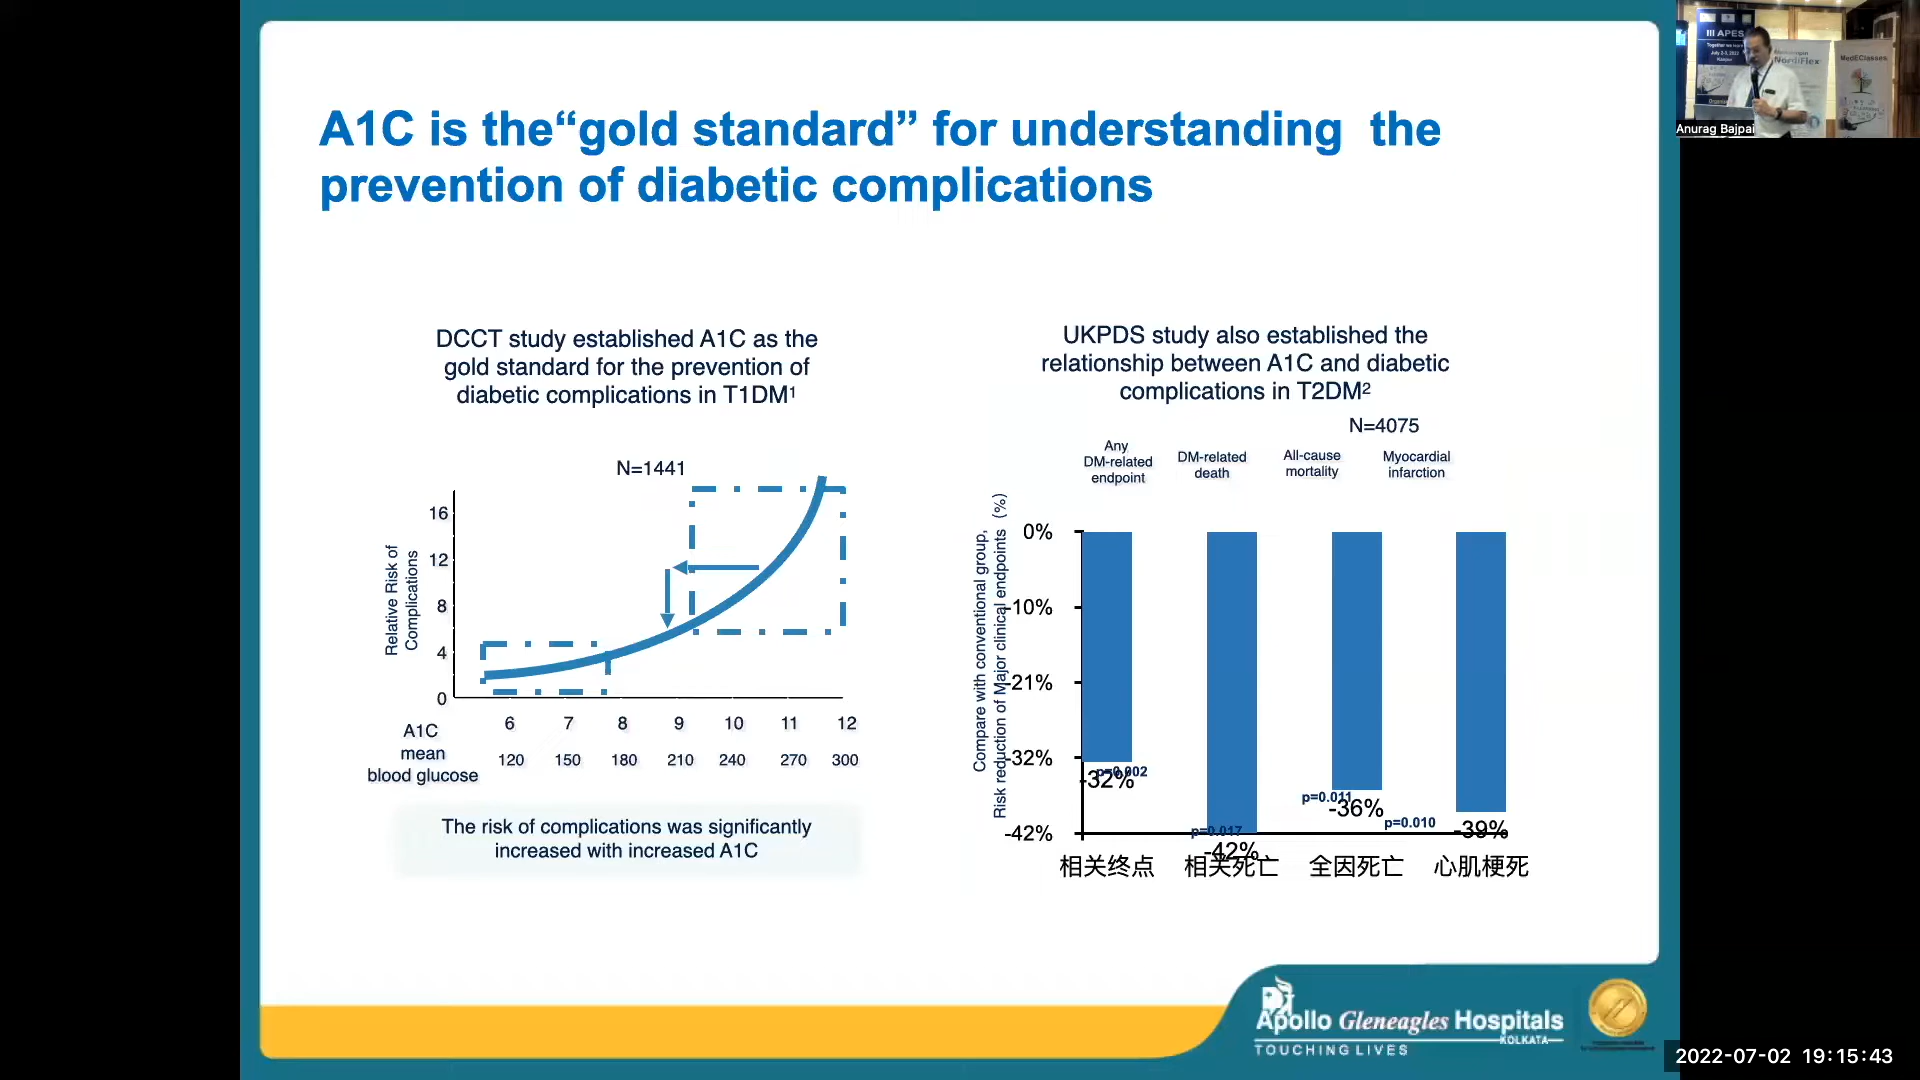 A1C is the“gold standard” for understanding the
prevention of diabetic complications
DCCT study established A1C as the
gold standard for the prevention of
diabetic complications in T1DM1
N=1441
Relative Risk of
Complications
16
12
8
4
0
6 7 8 9 10 11 12
A1C
mean
blood glucose
120 150 180 210 240 270 300
The risk of complications was significantly
increased with increased A1C
UKPDS study also established the
relationship between A1C and diabetic
complications in T2DM2
N=4075
Any
DM-related
endpoint
DM-related
death
All-cause
mortality
Myocardial
infarction
Compare with conventional group,
Risk reduction of Major clinical endpoints (%)
0%
-10%
-21%
-32%
-42%
p=0.002
-32%
p=0.017
-42%
p=0.011
-36%
p=0.010
-39%
相关终点 相关死亡 全因死亡 心肌梗死
Apollo Gleneagles Hospitals
KOLKATA
TOUCHING LIVES
III APES
NordiFlex
MedEClasses
Anurag Bajpai
2022-07-02 19:15:43